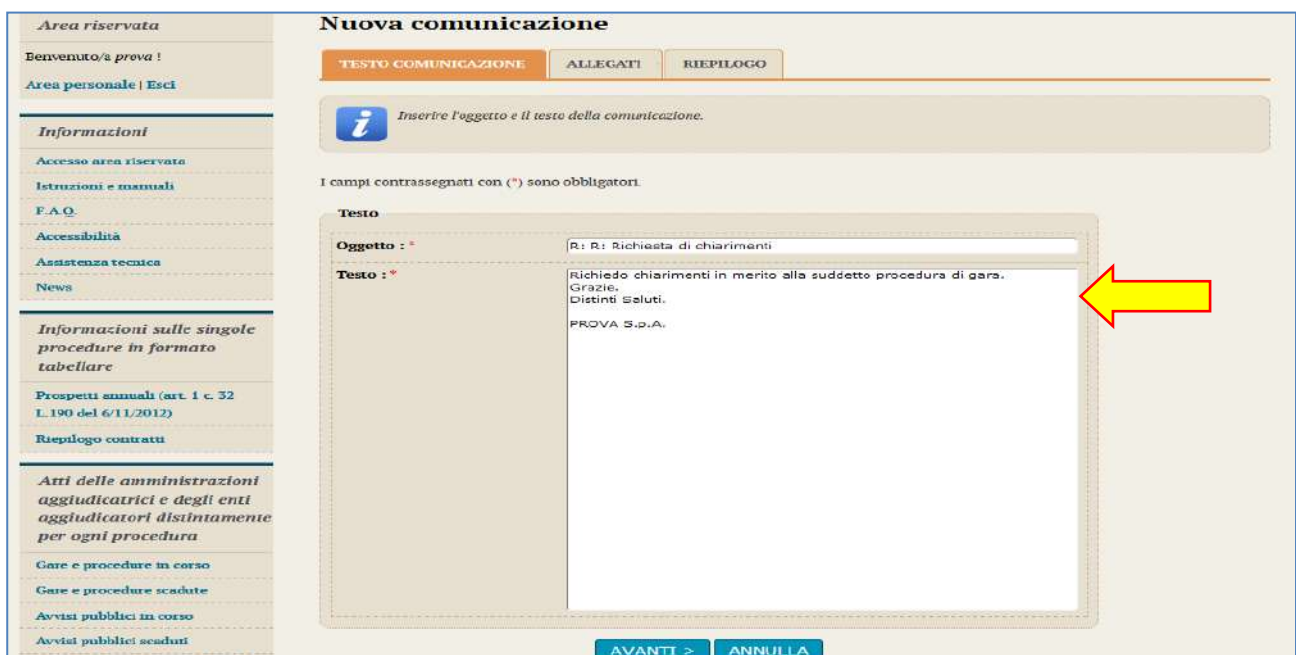 Area riservata
Benvenuto/a prova !
Area personale | Esci
Informazioni
Accesso area riservata
Istruzioni e manuali
F.A.Q.
Accessibilità
Assistenza tecnica
News
Informazioni sulle singole
procedure in formato
tabellare
Prospetti annuali (art. 1 c. 32
L.190 del 6/11/2012)
Riepilogo contratti
Atti delle amministrazioni
aggiudicatrici e degli enti
aggiudicatori distintamente
per ogni procedura
Gare e procedure in corso
Gare e procedure scadute
Avvisi pubblici in corso
Avvisi pubblici scaduti
Nuova comunicazione
TESTO COMUNICAZIONE
ALLEGATI
RIEPILOGO
Inserire l'oggetto e il testo della comunicazione.
I campi contrassegnati con (*) sono obbligatori.
Testo
Oggetto : *
R: R: Richiesta di chiarimenti
Testo : *
Richiedo chiarimenti in merito alla suddetto procedura di gara.
Grazie.
Distinti Saluti.
PROVA S.p.A.
AVANTI >
ANNULLA